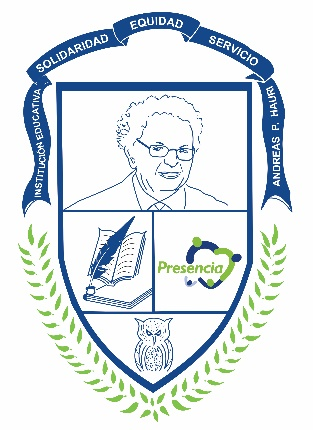 INSTITUCIÓN EDUCATIVA
SOLIDARIDAD
EQUIDAD
SERVICIO
ANDREAS P. HAURI
Presencia